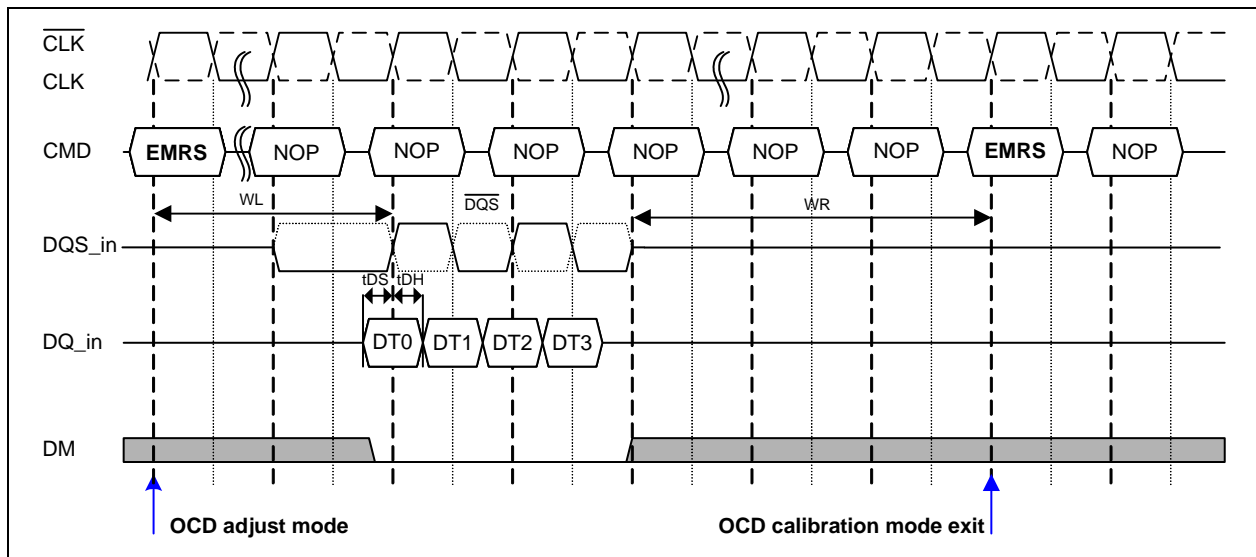 CLK
CLK
CMD EMRS NOP NOP NOP NOP NOP NOP EMRS NOP
WL DQS WR
DQS_in
tDS tDH
DQ_in DT0 DT1 DT2 DT3
DM
OCD adjust mode OCD calibration mode exit